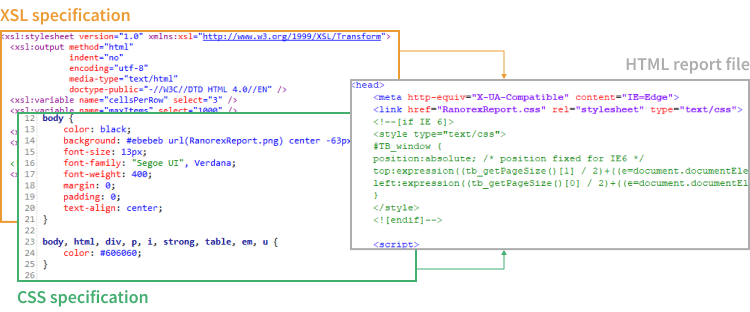 XSL specification
<xsl:stylesheet version="1.0" xmlns:xsl="http://www.w3.org/1999/XSL/Transform">
<xsl:output method="html"
indent="no"
encoding="utf-8"
media-type="text/html"
doctype-public="-//W3C//DTD HTML 4.0//EN" />
<xsl:variable name="cellsPerRow" select="3" />
<xsl:variable name="maxItems" select="1000" />
12 body {
13 color: black;
14 background: #ebebeb url(RanorexReport.png) center -63px
15 font-size: 13px;
16 font-family: "Segoe UI", Verdana;
17 font-weight: 400;
18 margin: 0;
19 padding: 0;
20 text-align: center;
21 }
22
23 body, html, div, p, i, strong, table, em, u {
24 color: #606060;
25 }
26
CSS specification
HTML report file
<head>
<meta http-equiv="X-UA-Compatible" content="IE=Edge">
<link href="RanorexReport.css" rel="stylesheet" type="text/css">
<!--[if IE 6]>
<style type="text/css">
#TB_window {
position:absolute; /* position fixed for IE6 */
top:expression((tb_getPageSize()[1] / 2)+((e=document.documentEle
left:expression((tb_getPageSize()[0] / 2)+((e=document.documentEl
}
</style>
<![endif]-->
<script>